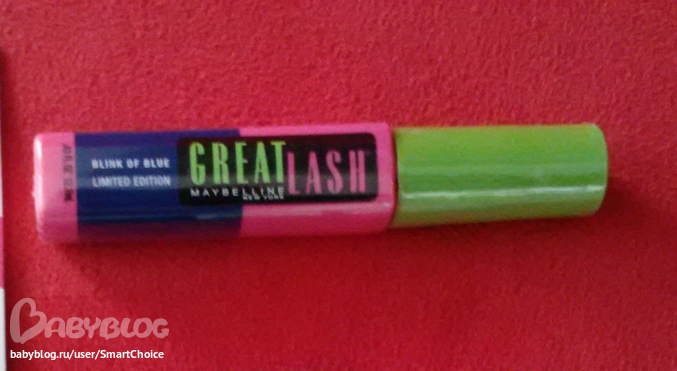 BLINK OF BLUE
LIMITED EDITION
GREAT LASH
MAYBELLINE
NEW YORK
BABYBLOG
babyblog.ru/user/SmartChoice